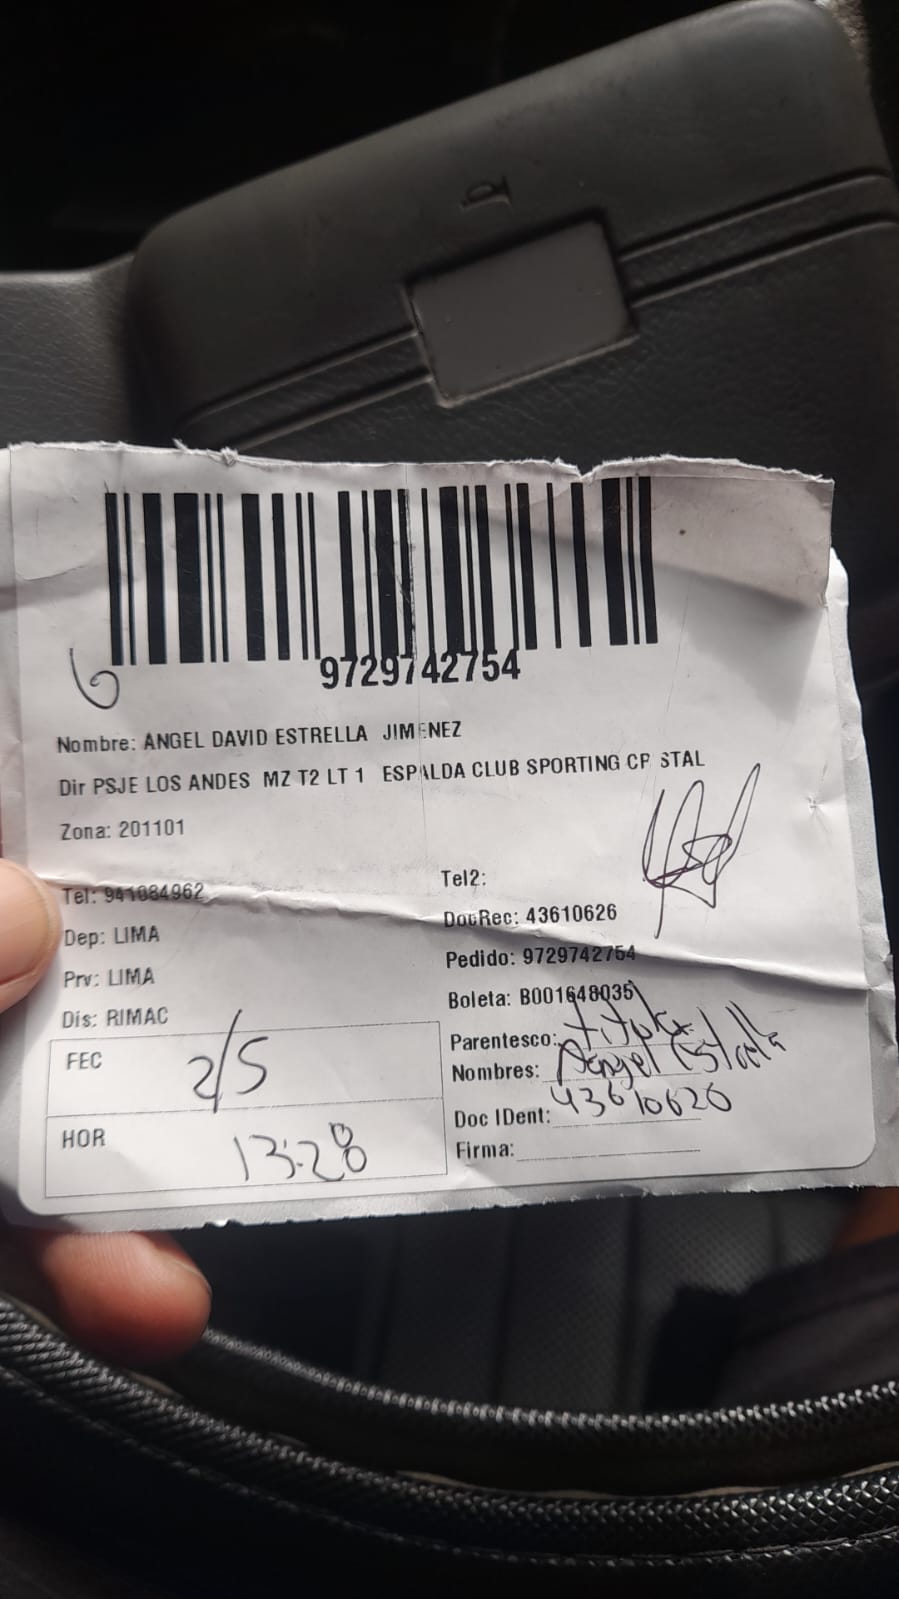 9729742754
6
Nombre: ANGEL DAVID ESTRELLA JIMENEZ
Dir PSJE LOS ANDES MZ T2 LT 1 ESPALDA CLUB SPORTING CR STAL
Zona: 201101
Tel: 941084962
Tel2:
Dep: LIMA
DocRec: 43610626
Prv: LIMA
Pedido: 9729742754
Dis: RIMAC
Boleta: B001648035
FEC 2/5
Parentesco: titular
Nombres: Angel Estrella
HOR 13:28
Doc IDent: 43610626
Firma: